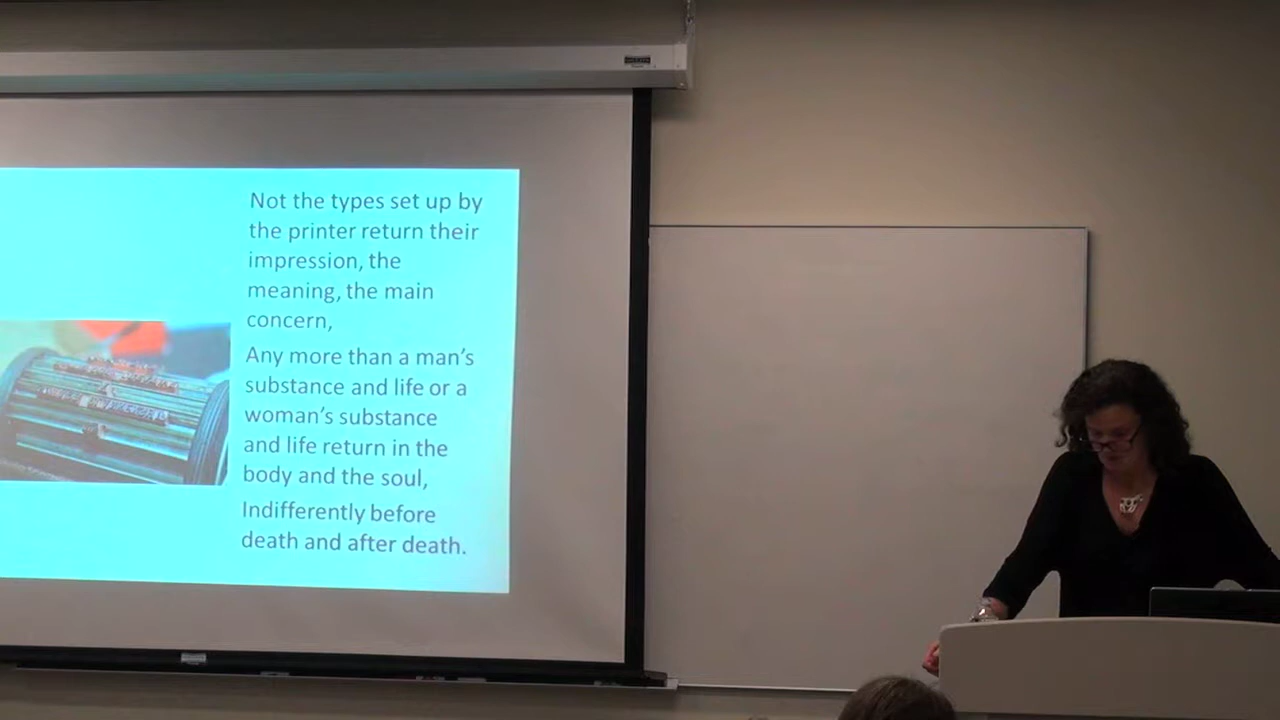 Not the types set up by
the printer return their
impression, the
meaning, the main
concern,
Any more than a man's
substance and life or a
woman's substance
and life return in the
body and the soul,
Indifferently before
death and after death.